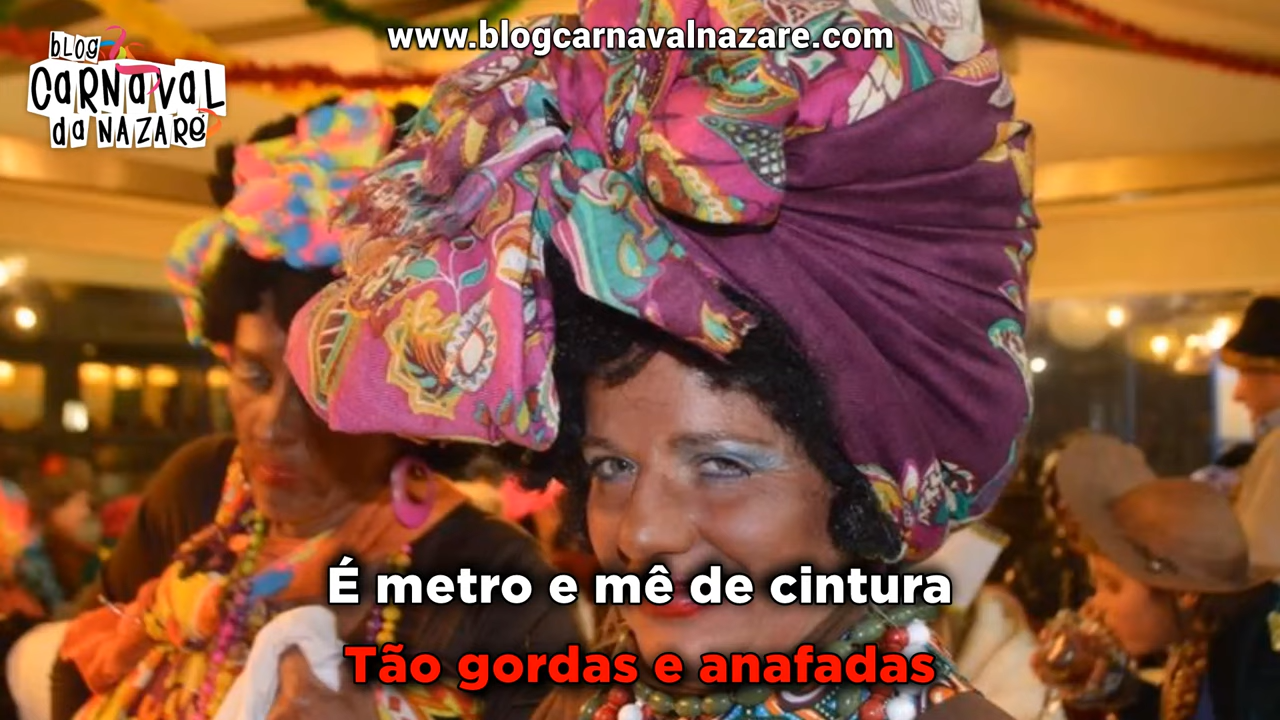 www.blogcarnavalnazare.com
BLOG
CARNAVAL
da NAZARÉ
É metro e mê de cintura
Tão gordas e anafadas